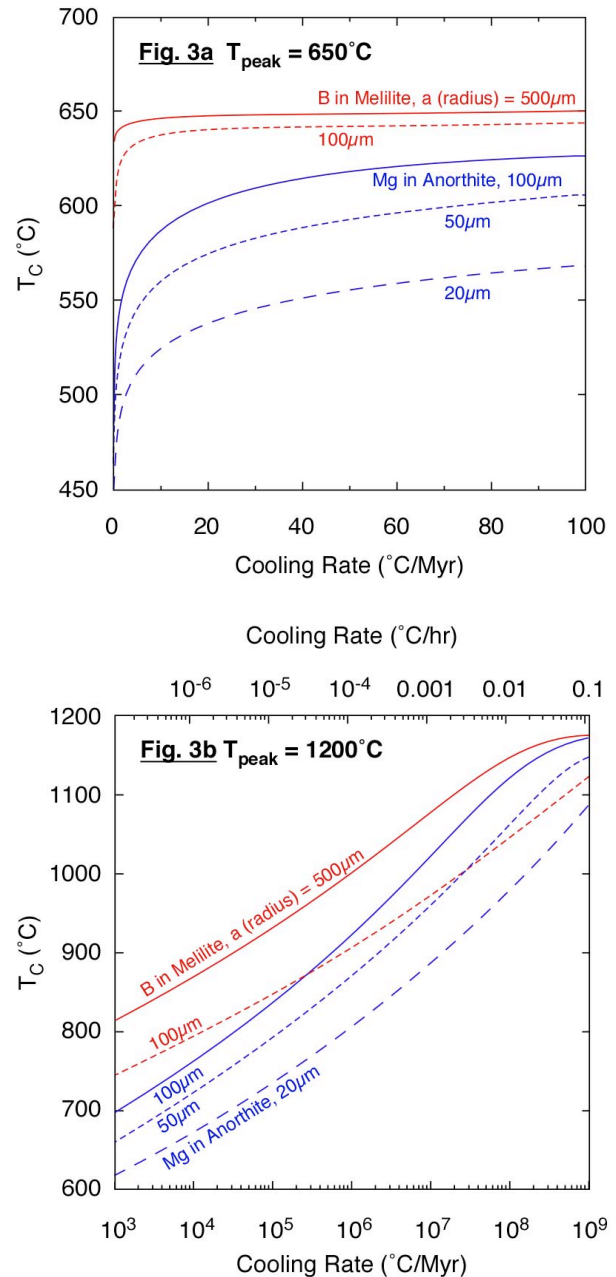 700
Fig. 3a T_peak = 650˚C
B in Melilite, a (radius) = 500µm
650
100µm
Mg in Anorthite, 100µm
600
50µm
T_C (˚C)
550
20µm
500
450
0 20 40 60 80 100
Cooling Rate (˚C/Myr)
Cooling Rate (˚C/hr)
10^-6 10^-5 10^-4 0.001 0.01 0.1
1200
Fig. 3b T_peak = 1200˚C
1100
1000
B in Melilite, a (radius) = 500µm
T_C (˚C)
900
800
100µm
100µm
700
50µm
Mg in Anorthite, 20µm
600
10^3 10^4 10^5 10^6 10^7 10^8 10^9
Cooling Rate (˚C/Myr)